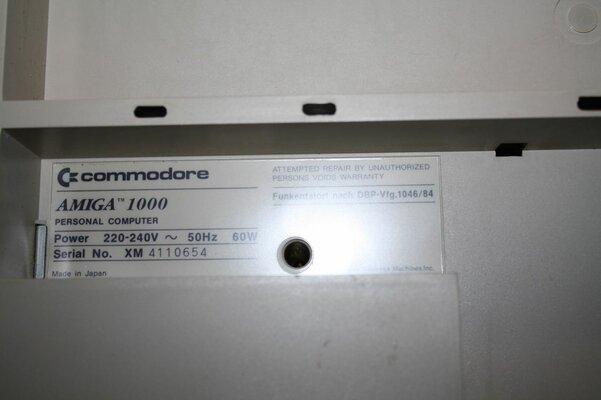 commodore
AMIGA™ 1000
PERSONAL COMPUTER
Power 220-240V ~ 50Hz 60W
Serial No. XM 4110654
Made in Japan
ATTEMPTED REPAIR BY UNAUTHORIZED
PERSONS VOIDS WARRANTY
Funkentstört nach DBP-Vfg.1046/84
Machines,Inc.